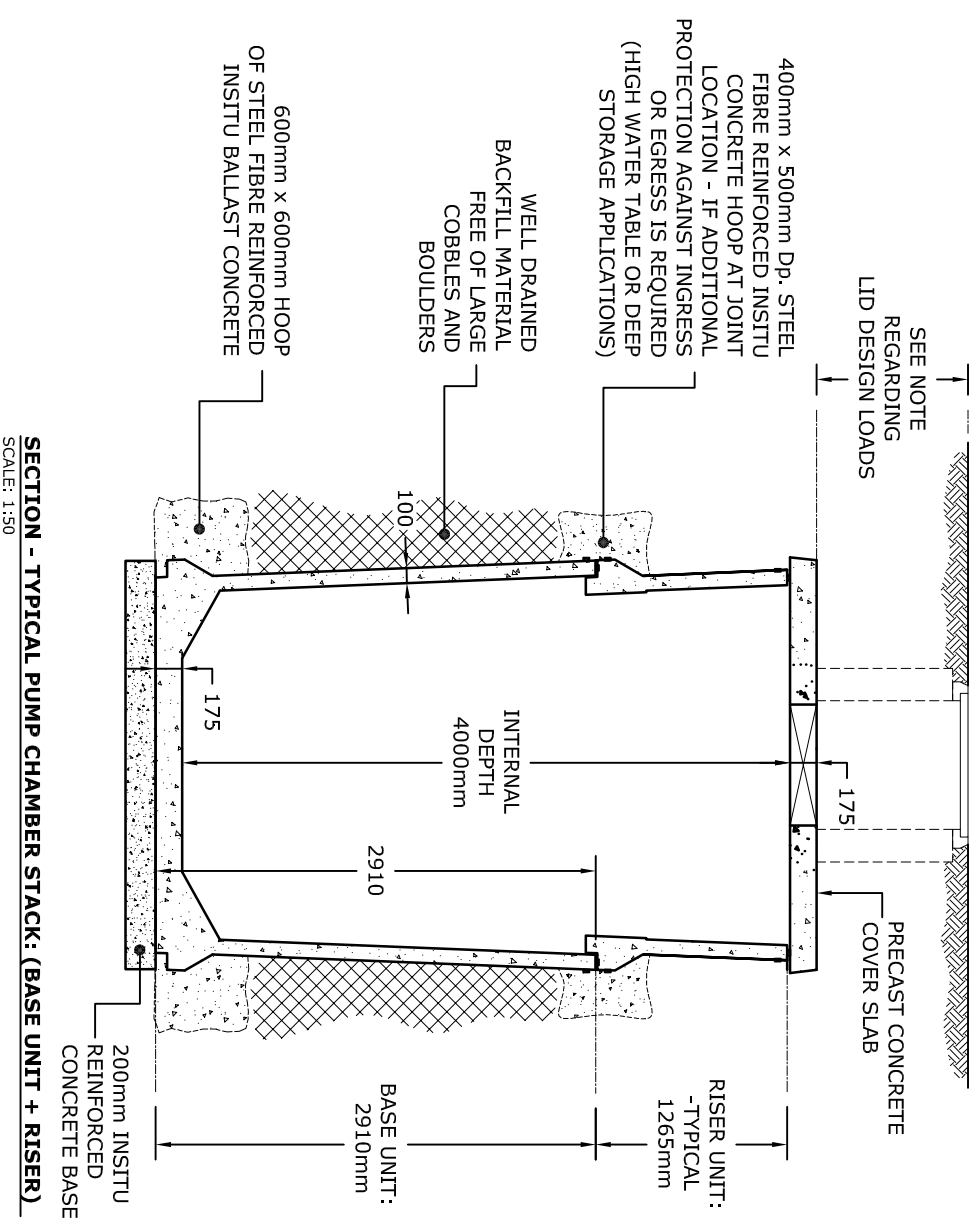 SEE NOTE
REGARDING
LID DESIGN LOADS
400mm x 500mm Dp. STEEL
FIBRE REINFORCED INSITU
CONCRETE HOOP AT JOINT
LOCATION - IF ADDITIONAL
PROTECTION AGAINST INGRESS
OR EGRESS IS REQUIRED
(HIGH WATER TABLE OR DEEP
STORAGE APPLICATIONS)
WELL DRAINED
BACKFILL MATERIAL
FREE OF LARGE
COBBLES AND
BOULDERS
600mm x 600mm HOOP
OF STEEL FIBRE REINFORCED
INSITU BALLAST CONCRETE
100
175
INTERNAL
DEPTH
4000mm
175
2910
PRECAST CONCRETE
COVER SLAB
RISER UNIT:
-TYPICAL
1265mm
BASE UNIT:
2910mm
200mm INSITU
REINFORCED
CONCRETE BASE
SECTION - TYPICAL PUMP CHAMBER STACK: (BASE UNIT + RISER)
SCALE: 1:50